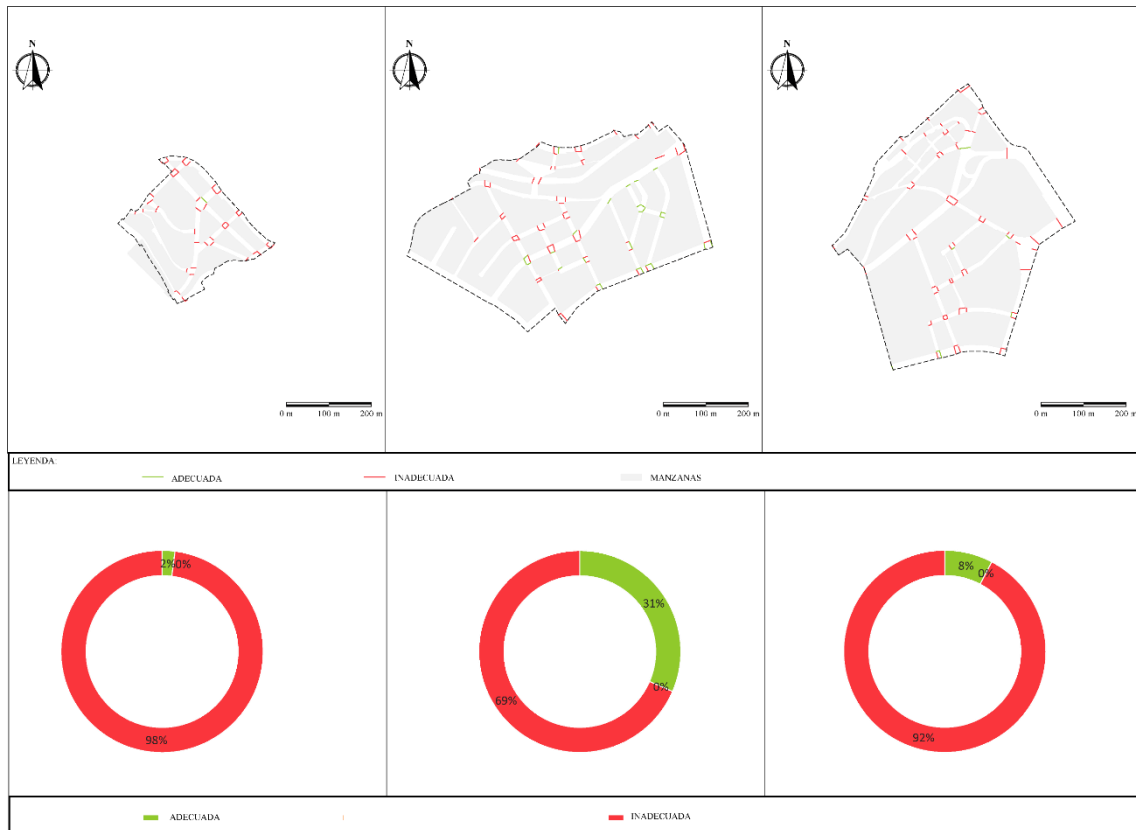 N
N
N
0 m 100 m 200 m
0 m 100 m 200 m
0 m 100 m 200 m
LEYENDA:
ADECUADA INADECUADA MANZANAS
2% 0%
98%
31%
0%
69%
8%
0%
92%
ADECUADA INADECUADA